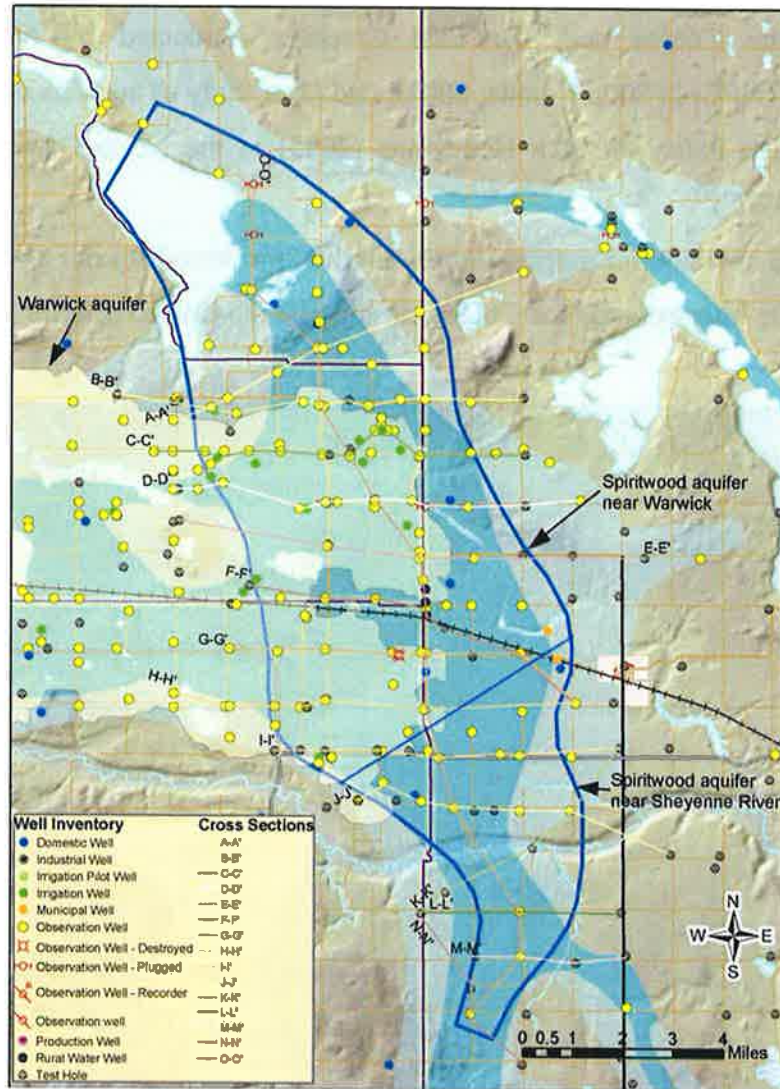 O-O'
Warwick aquifer
B-B'
A-A'
C-C'
D-D'
Spiritwood aquifer
near Warwick
E-E'
F-F'
G-G'
H-H'
I-I'
J-J'
Spiritwood aquifer
near Sheyenne River
K-K'
L-L'
N-N'
M-M'
N
W E
S
0 0.5 1 2 3 4
Miles
Well Inventory
Domestic Well
Industrial Well
Irrigation Pilot Well
Irrigation Well
Municipal Well
Observation Well
Observation Well - Destroyed
Observation Well - Plugged
Observation Well - Recorder
Observation well
Production Well
Rural Water Well
Test Hole
Cross Sections
A-A'
B-B'
C-C'
D-D'
E-E'
F-F'
G-G'
H-H'
I-I'
J-J'
K-K'
L-L'
M-M'
N-N'
O-O'